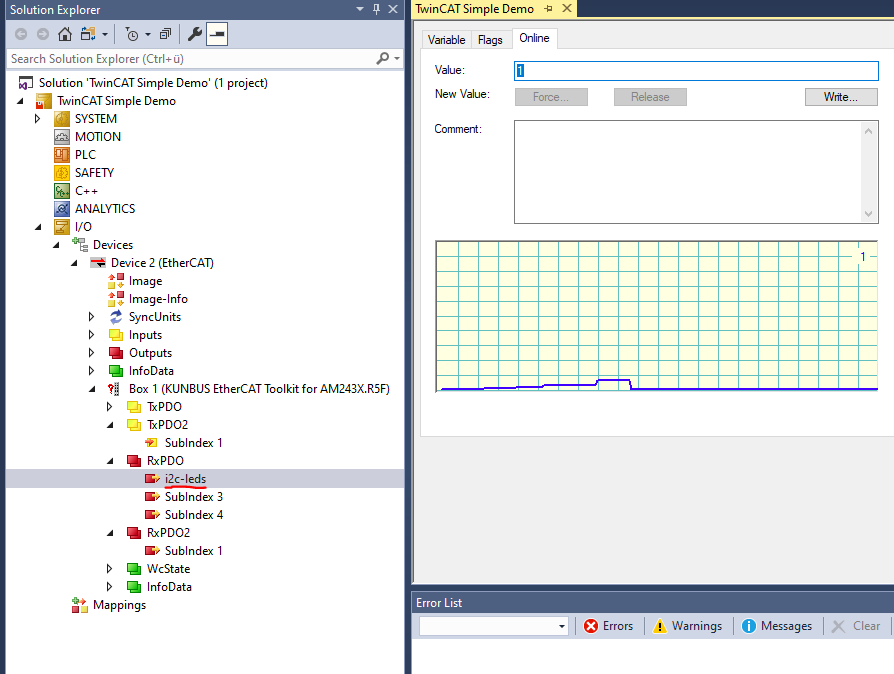 Solution Explorer
Search Solution Explorer (Ctrl+ü)
Solution 'TwinCAT Simple Demo' (1 project)
TwinCAT Simple Demo
SYSTEM
MOTION
PLC
SAFETY
C++
ANALYTICS
I/O
Devices
Device 2 (EtherCAT)
Image
Image-Info
SyncUnits
Inputs
Outputs
InfoData
Box 1 (KUNBUS EtherCAT Toolkit for AM243X.R5F)
TxPDO
TxPDO2
SubIndex 1
RxPDO
i2c-leds
SubIndex 3
SubIndex 4
RxPDO2
SubIndex 1
WcState
InfoData
Mappings
TwinCAT Simple Demo
Variable Flags Online
Value: 1
New Value: Force... Release Write...
Comment:
1
Error List
Errors Warnings Messages Clear